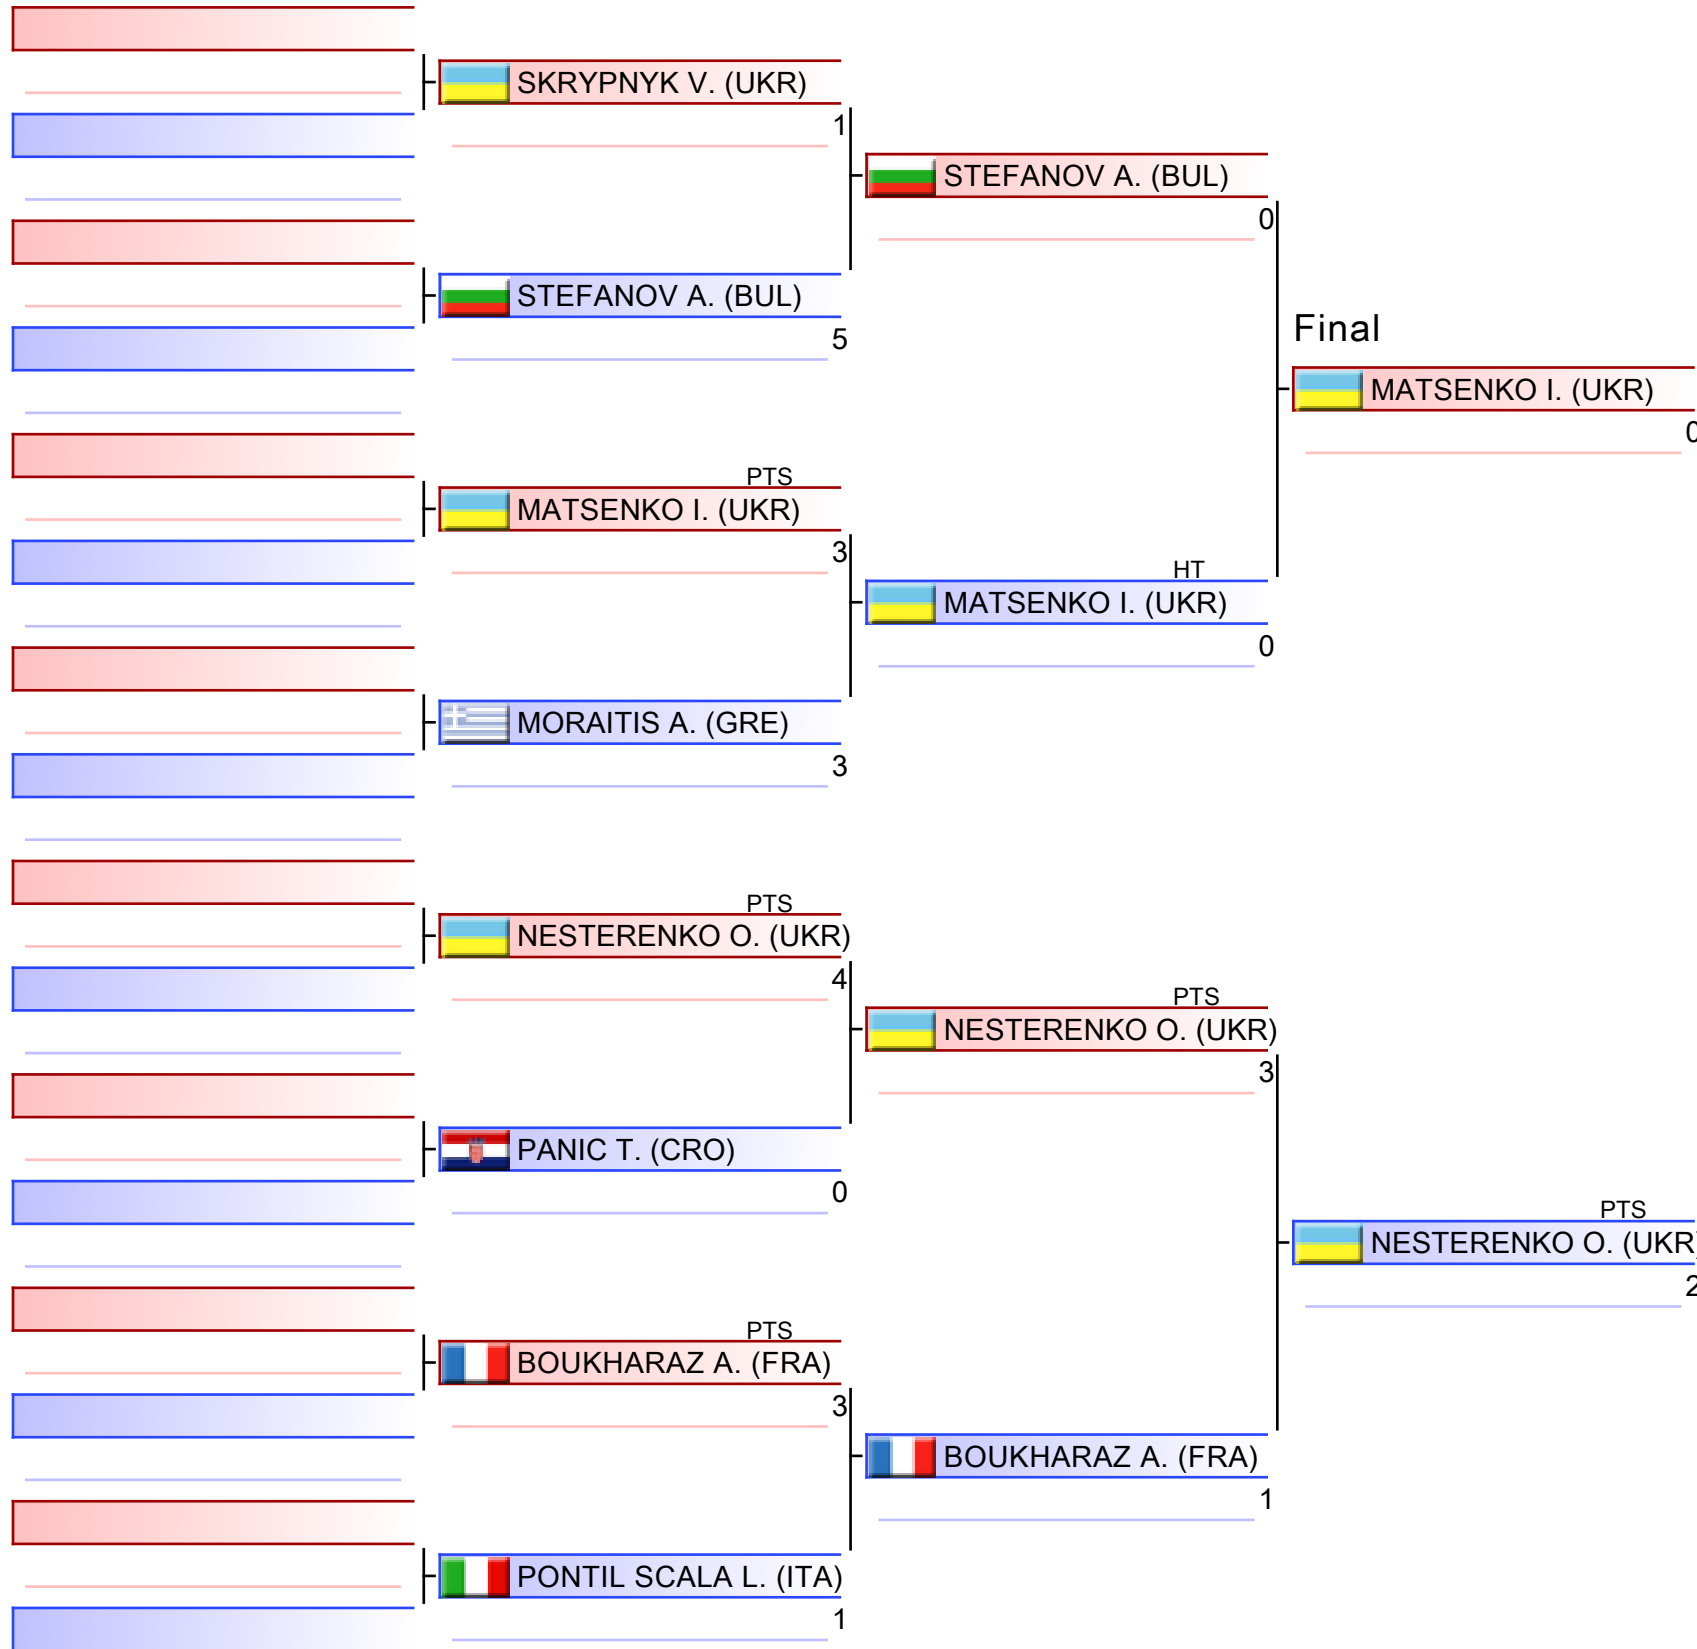 SKRYPNYK V. (UKR)
1
STEFANOV A. (BUL)
5
PTS
MATSENKO I. (UKR)
3
MORAITIS A. (GRE)
3
PTS
NESTERENKO O. (UKR)
4
PANIC T. (CRO)
0
PTS
BOUKHARAZ A. (FRA)
3
PONTIL SCALA L. (ITA)
1
STEFANOV A. (BUL)
0
HT
MATSENKO I. (UKR)
0
PTS
NESTERENKO O. (UKR)
3
BOUKHARAZ A. (FRA)
1
Final
MATSENKO I. (UKR)
0
PTS
NESTERENKO O. (UKR)
2